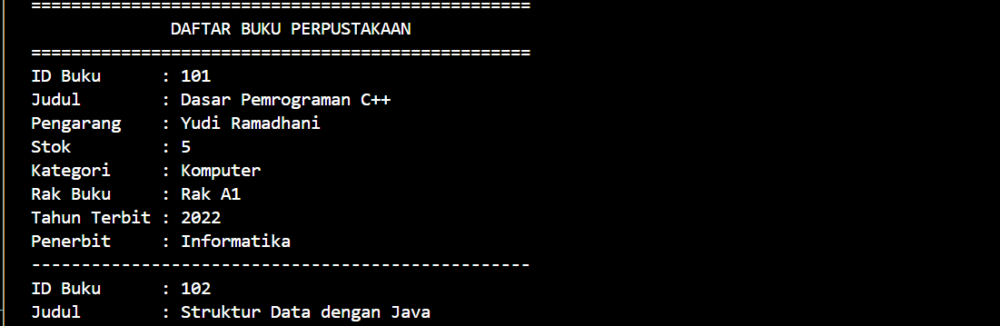 ==================================================
DAFTAR BUKU PERPUSTAKAAN
==================================================
ID Buku      : 101
Judul        : Dasar Pemrograman C++
Pengarang    : Yudi Ramadhani
Stok         : 5
Kategori     : Komputer
Rak Buku     : Rak A1
Tahun Terbit : 2022
Penerbit     : Informatika
--------------------------------------------------
ID Buku      : 102
Judul        : Struktur Data dengan Java